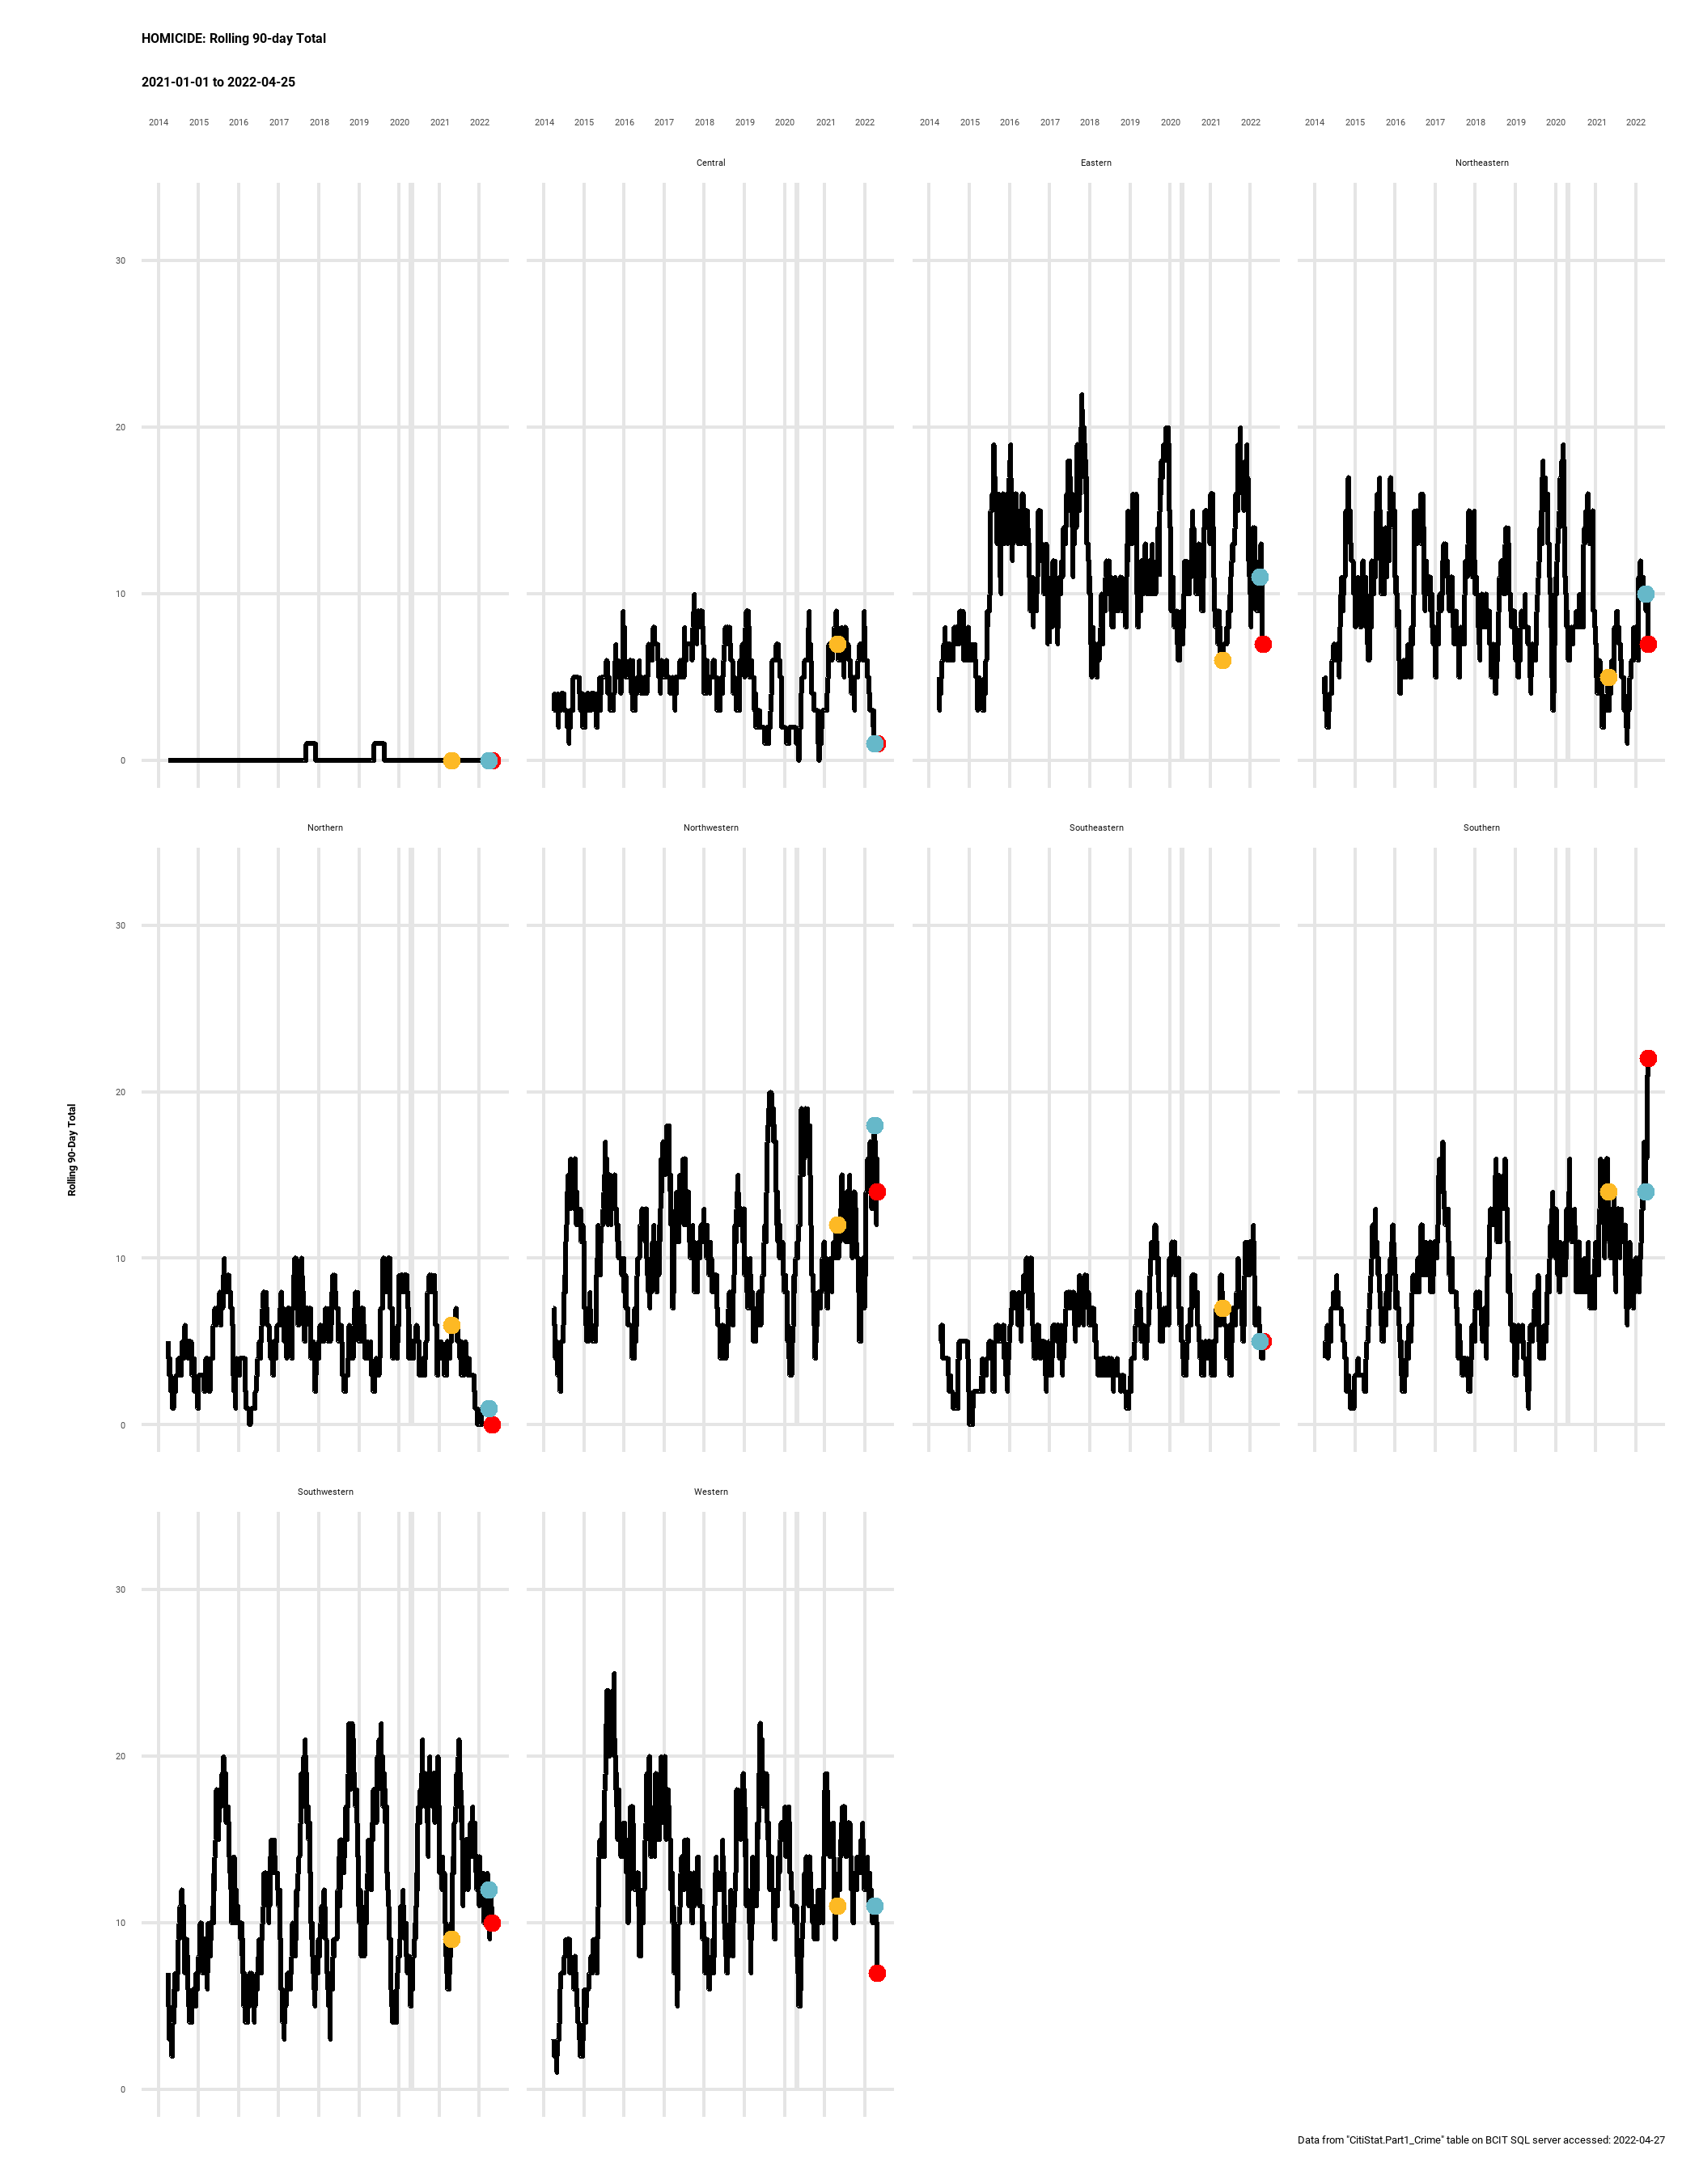 HOMICIDE: Rolling 90-day Total
2021-01-01 to 2022-04-25
2014 2015 2016 2017 2018 2019 2020 2021 2022 2014 2015 2016 2017 2018 2019 2020 2021 2022 2014 2015 2016 2017 2018 2019 2020 2021 2022 2014 2015 2016 2017 2018 2019 2020 2021 2022
Central Eastern Northeastern
30
20
10
0
Northern Northwestern Southeastern Southern
30
20
10
0
Rolling 90-Day Total
Southwestern Western
30
20
10
0
Data from "CitiStat.Part1_Crime" table on BCIT SQL server accessed: 2022-04-27